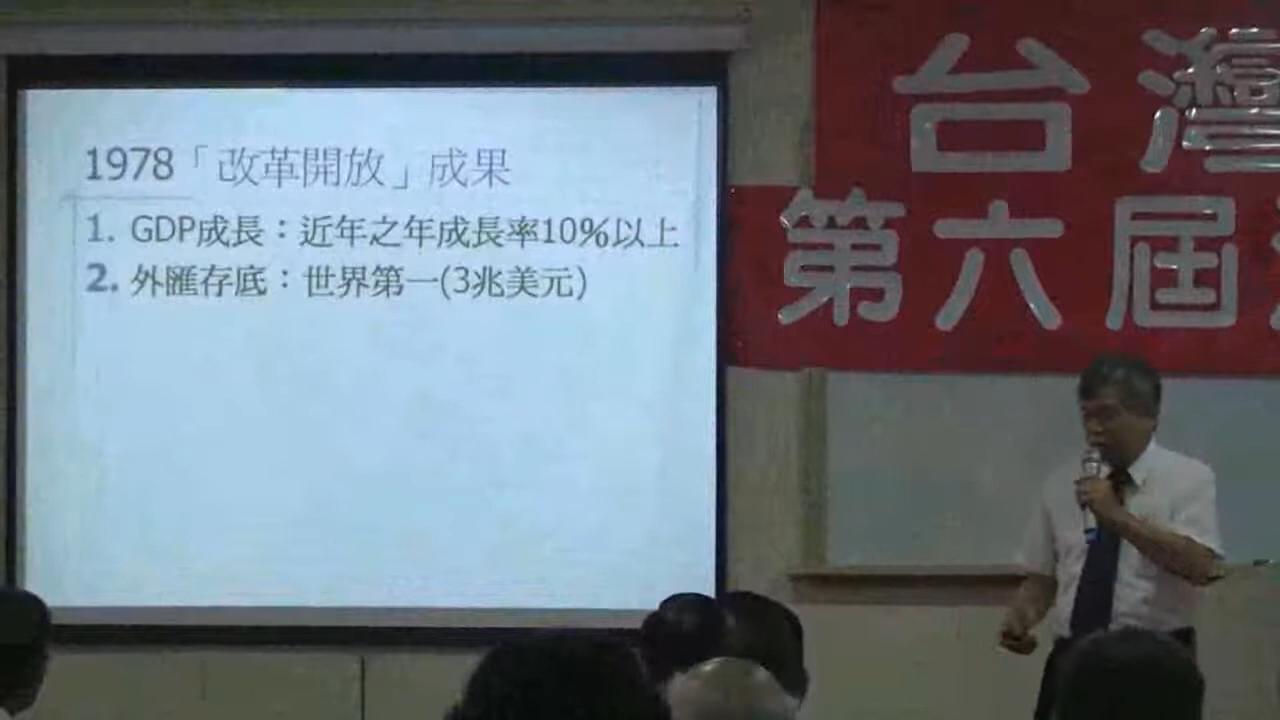 1978「改革開放」成果
1. GDP成長：近年之年成長率10%以上
2. 外匯存底：世界第一(3兆美元)
台灣
第六屆